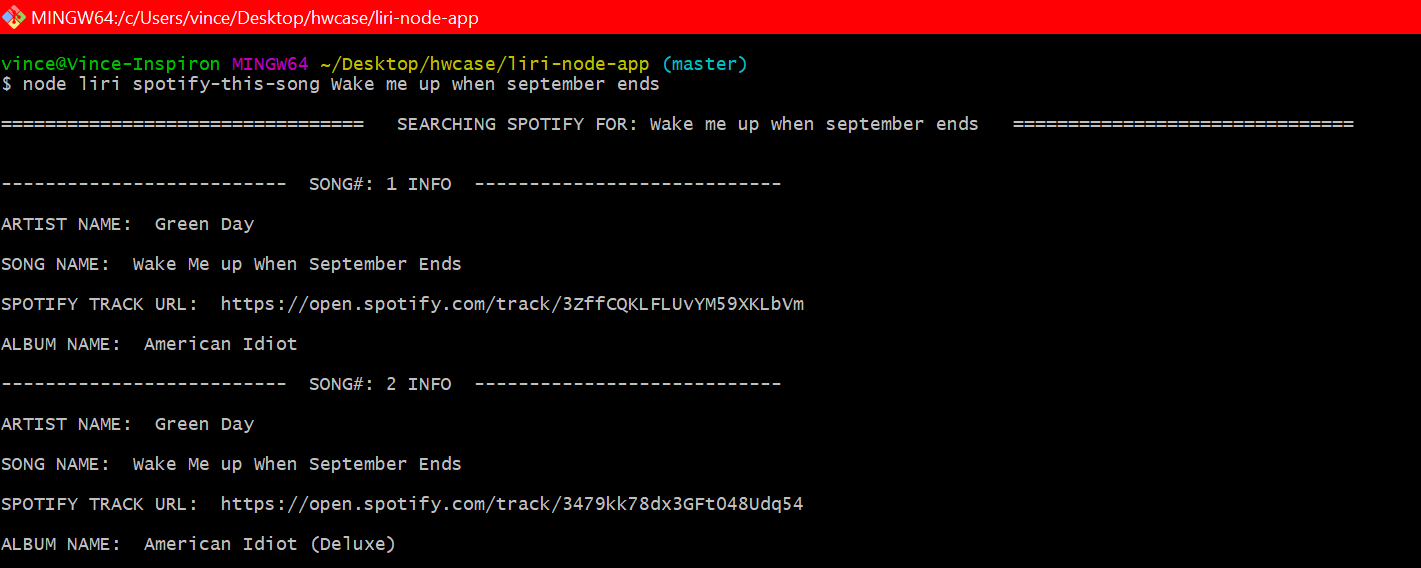 MINGW64:/c/Users/vince/Desktop/hwcase/liri-node-app
vince@Vince-Inspiron MINGW64 ~/Desktop/hwcase/liri-node-app (master)
$ node liri spotify-this-song Wake me up when september ends
=================================   SEARCHING SPOTIFY FOR: Wake me up when september ends   ===============================
--------------------------  SONG#: 1 INFO  ----------------------------
ARTIST NAME:  Green Day
SONG NAME:  Wake Me up When September Ends
SPOTIFY TRACK URL:  https://open.spotify.com/track/3ZffCQKLFLUvYM59XKLbVm
ALBUM NAME:  American Idiot
--------------------------  SONG#: 2 INFO  ----------------------------
ARTIST NAME:  Green Day
SONG NAME:  Wake Me up When September Ends
SPOTIFY TRACK URL:  https://open.spotify.com/track/3479kk78dx3GFtO48Udq54
ALBUM NAME:  American Idiot (Deluxe)